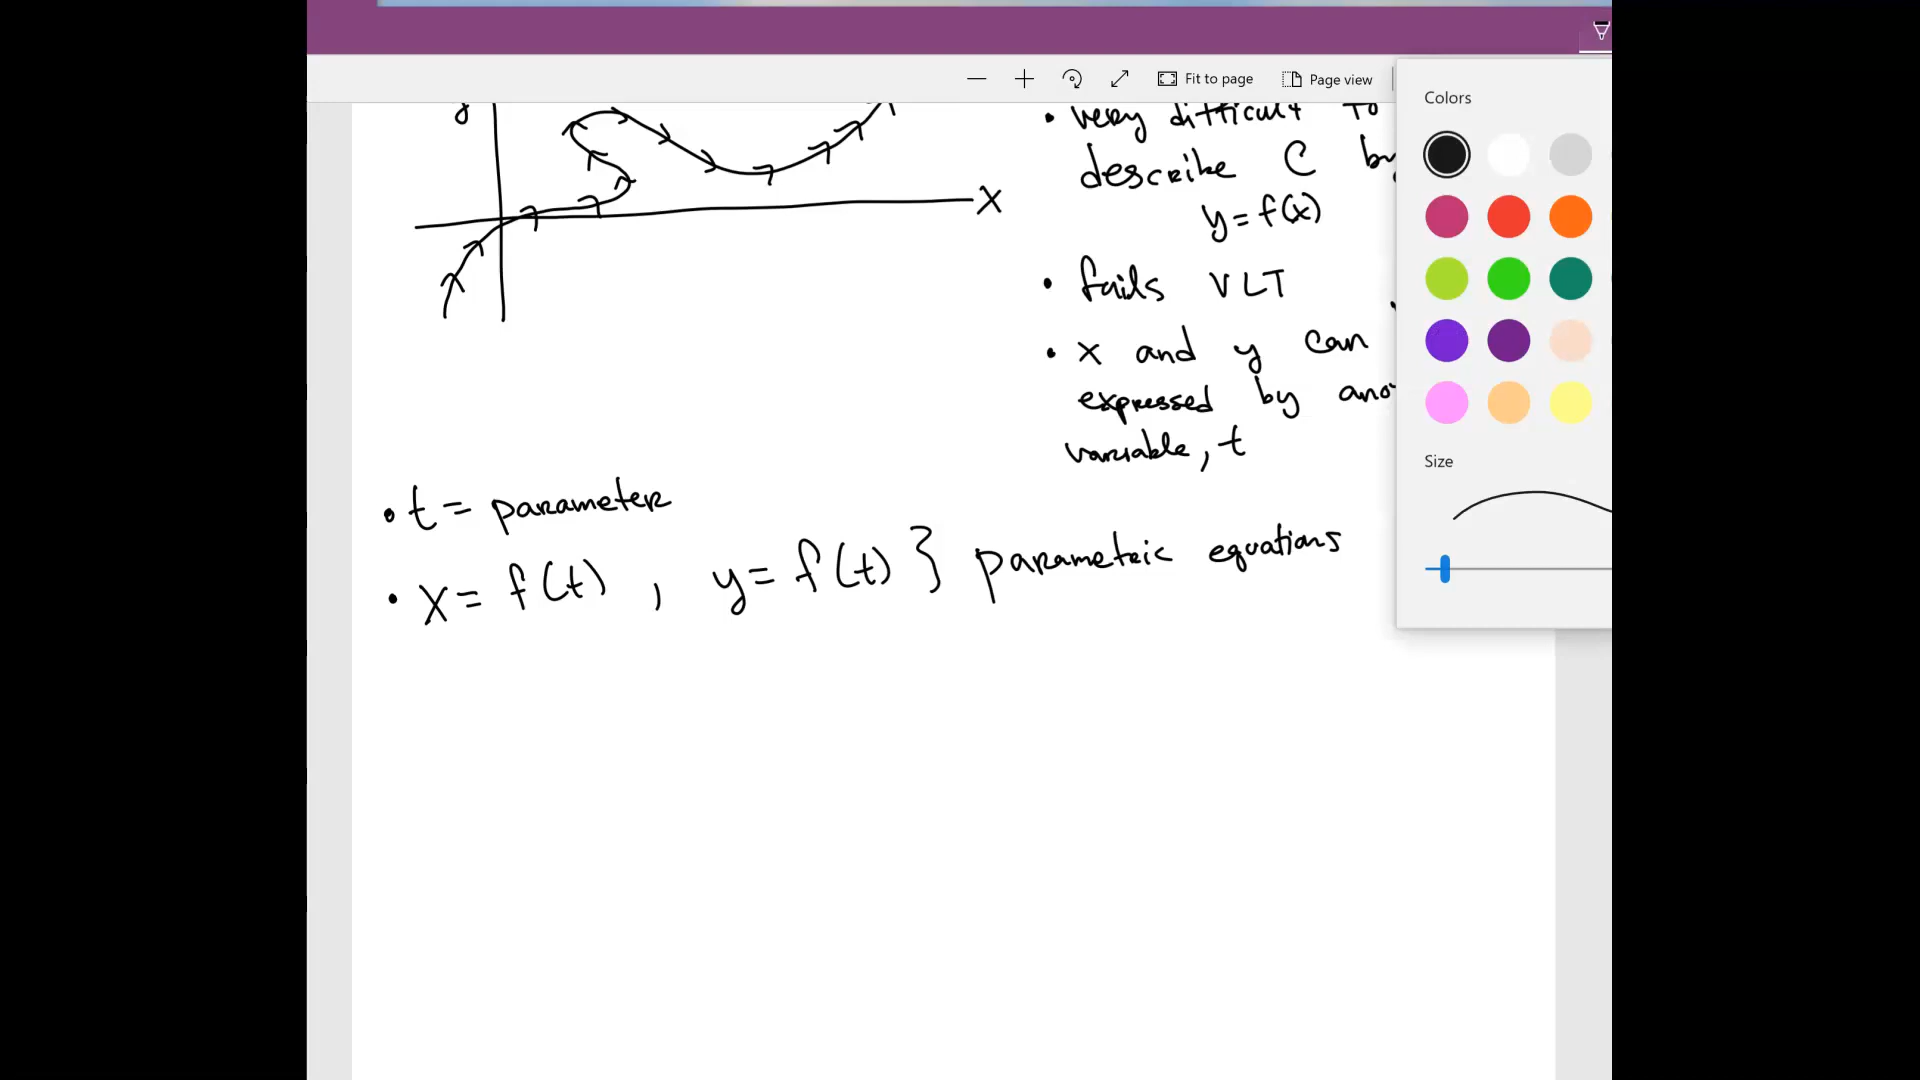 Fit to page
Page view
Colors
y
• very difficult to
describe C by
y = f(x)
X
• fails VLT
• x and y can
expressed by
variable, t
Size
• t = parameter
• x = f(t) , y = f(t) } parametric equations